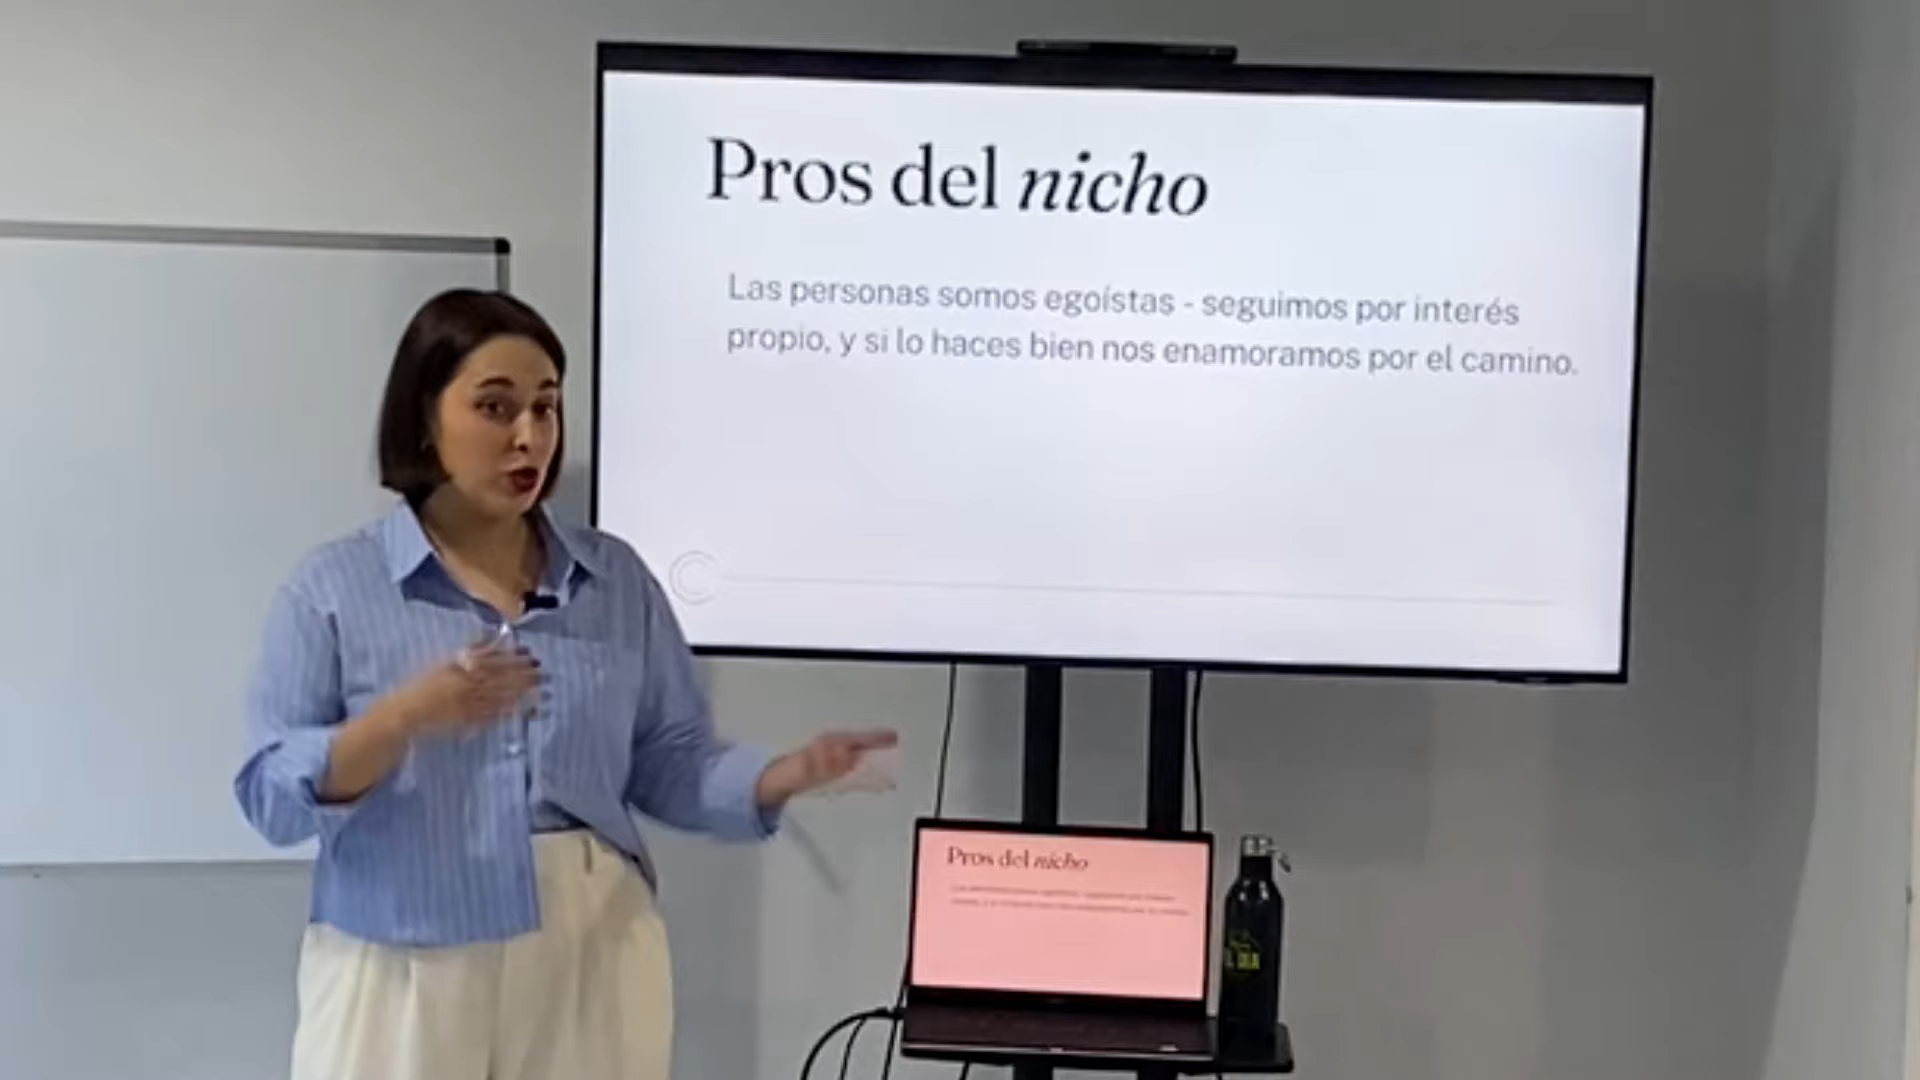 Pros del nicho
Las personas somos egoístas - seguimos por interés
propio, y si lo haces bien nos enamoramos por el camino.
Pros del nicho